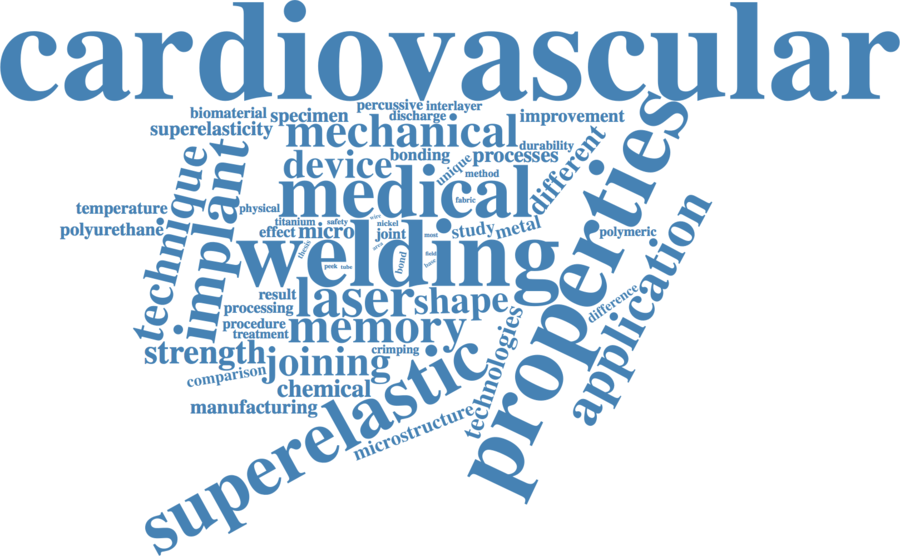 cardiovascular
percussive
interlayer
biomaterial
specimen
discharge
improvement
superelasticity
mechanical
durability
device
bonding
unique
processes
different
properties
technique
implant
method
medical
fabric
temperature
physical
titanium
safety
wire
nickel
polyurethane
effect
micro
joint
most
study
metal
polymeric
application
welding
thesis
area
bond
field
base
peek
tube
result
laser
shape
processing
difference
procedure
memory
treatment
technologies
strength
joining
crimping
comparison
chemical
superelastic
manufacturing
microstructure